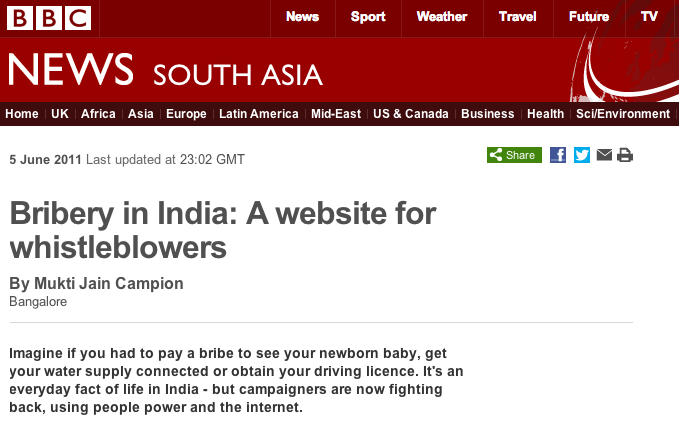 BBC News Sport Weather Travel Future TV
NEWS SOUTH ASIA
Home UK Africa Asia Europe Latin America Mid-East US & Canada Business Health Sci/Environment
5 June 2011 Last updated at 23:02 GMT Share
Bribery in India: A website for
whistleblowers
By Mukti Jain Campion
Bangalore
Imagine if you had to pay a bribe to see your newborn baby, get
your water supply connected or obtain your driving licence. It's an
everyday fact of life in India - but campaigners are now fighting
back, using people power and the internet.